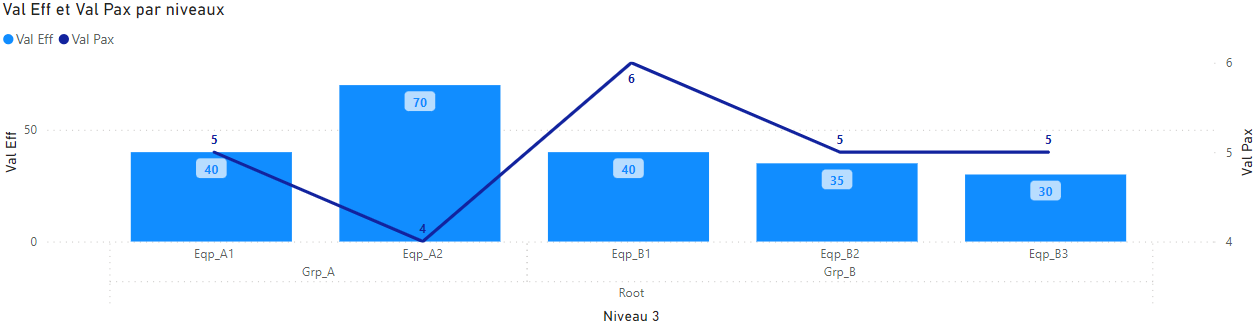 Val Eff et Val Pax par niveaux
Val Eff Val Pax
6
6
70
50
5 5 5
5
40 40 35 30
4
0 4
Val Eff
Val Pax
Eqp_A1 Eqp_A2 Eqp_B1 Eqp_B2 Eqp_B3
Grp_A Grp_B
Root
Niveau 3